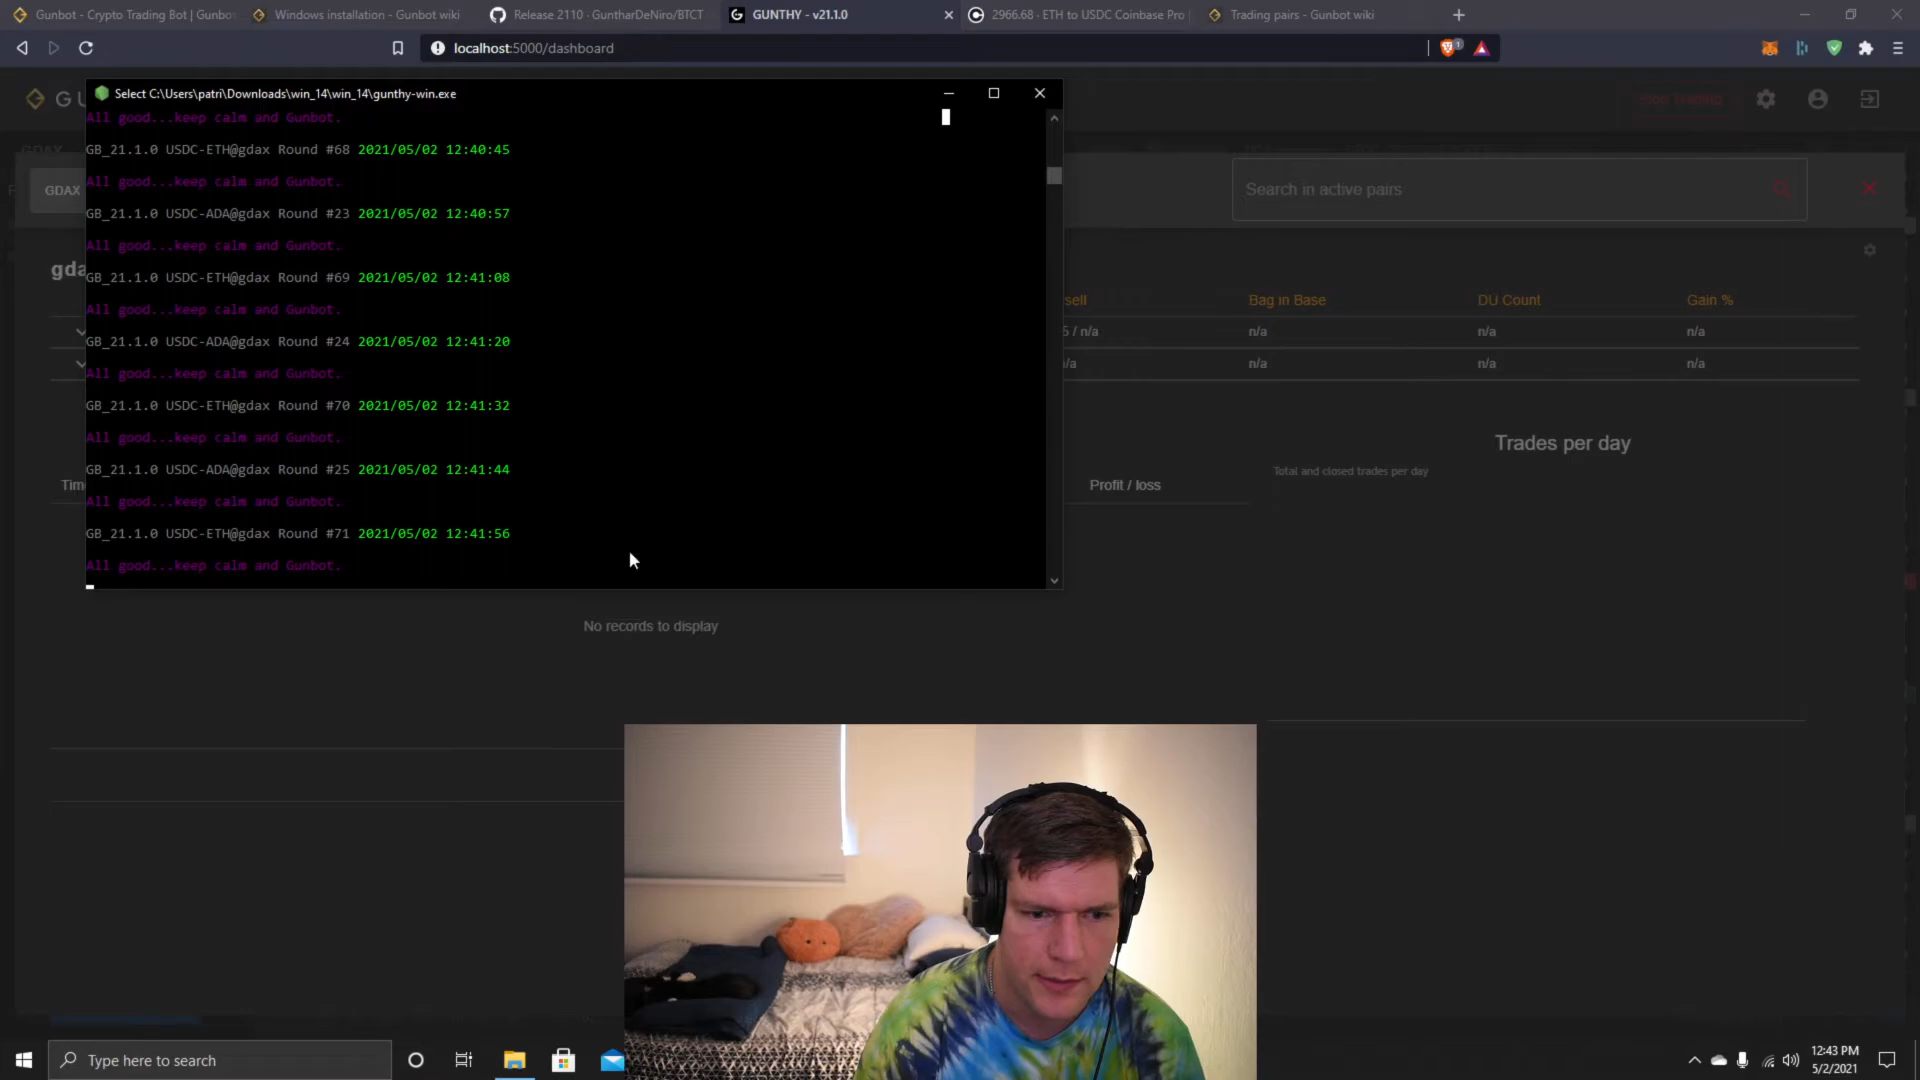 Gunbot - Crypto Trading Bot | Gunbo
Windows installation - Gunbot wiki
Release 2110 · GuntharDeNiro/BTCT
GUNTHY - v21.1.0
2966.68 - ETH to USDC Coinbase Pro
Trading pairs - Gunbot wiki
localhost:5000/dashboard
1
G
Select C:\Users\patri\Downloads\win_14\win_14\gunthy-win.exe
Stop Trading
All good...keep calm and Gunbot.
GB_21.1.0 USDC-ETH@gdax Round #68 2021/05/02 12:40:45
All good...keep calm and Gunbot.
GB_21.1.0 USDC-ADA@gdax Round #23 2021/05/02 12:40:57
All good...keep calm and Gunbot.
GB_21.1.0 USDC-ETH@gdax Round #69 2021/05/02 12:41:08
All good...keep calm and Gunbot.
GB_21.1.0 USDC-ADA@gdax Round #24 2021/05/02 12:41:20
All good...keep calm and Gunbot.
GB_21.1.0 USDC-ETH@gdax Round #70 2021/05/02 12:41:32
All good...keep calm and Gunbot.
GB_21.1.0 USDC-ADA@gdax Round #25 2021/05/02 12:41:44
All good...keep calm and Gunbot.
GB_21.1.0 USDC-ETH@gdax Round #71 2021/05/02 12:41:56
All good...keep calm and Gunbot.
GDAX
Search in active pairs
gda
sell
Bag in Base
DU Count
Gain %
/ n/a
n/a
n/a
n/a
/a
n/a
n/a
n/a
Trades per day
Total and closed trades per day
Tim
Profit / loss
No records to display
Type here to search
12:43 PM
5/2/2021